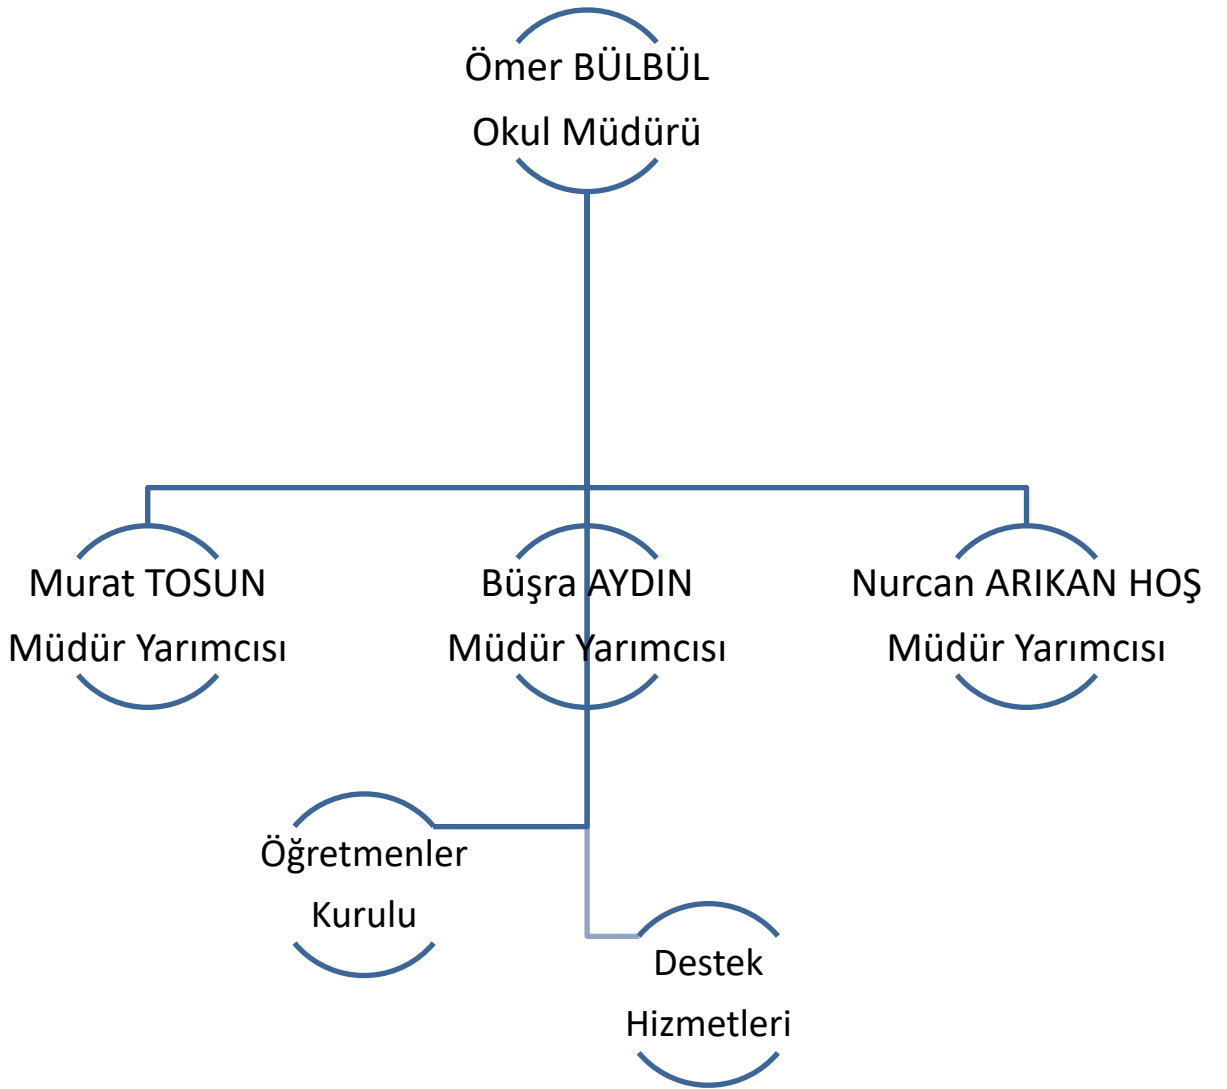 Ömer BÜLBÜL
Okul Müdürü
Murat TOSUN
Müdür Yarımcısı
Büşra AYDIN
Müdür Yarımcısı
Nurcan ARIKAN HOŞ
Müdür Yarımcısı
Öğretmenler
Kurulu
Destek
Hizmetleri